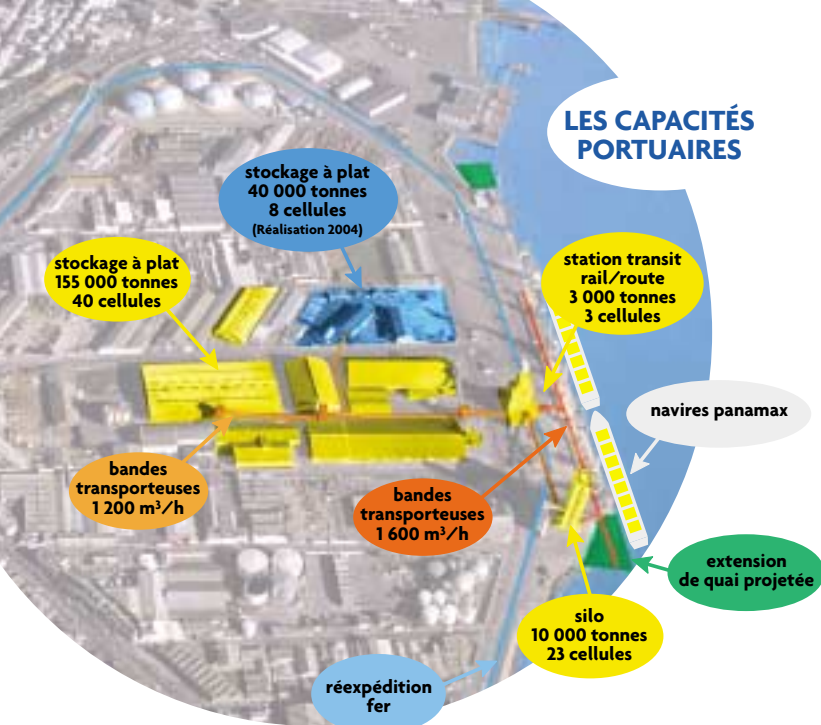 LES CAPACITÉS
PORTUAIRES
stockage à plat
40 000 tonnes
8 cellules
(Réalisation 2004)
stockage à plat
155 000 tonnes
40 cellules
station transit
rail/route
3 000 tonnes
3 cellules
navires panamax
bandes
transporteuses
1 200 m³/h
bandes
transporteuses
1 600 m³/h
extension
de quai projetée
silo
10 000 tonnes
23 cellules
réexpédition
fer